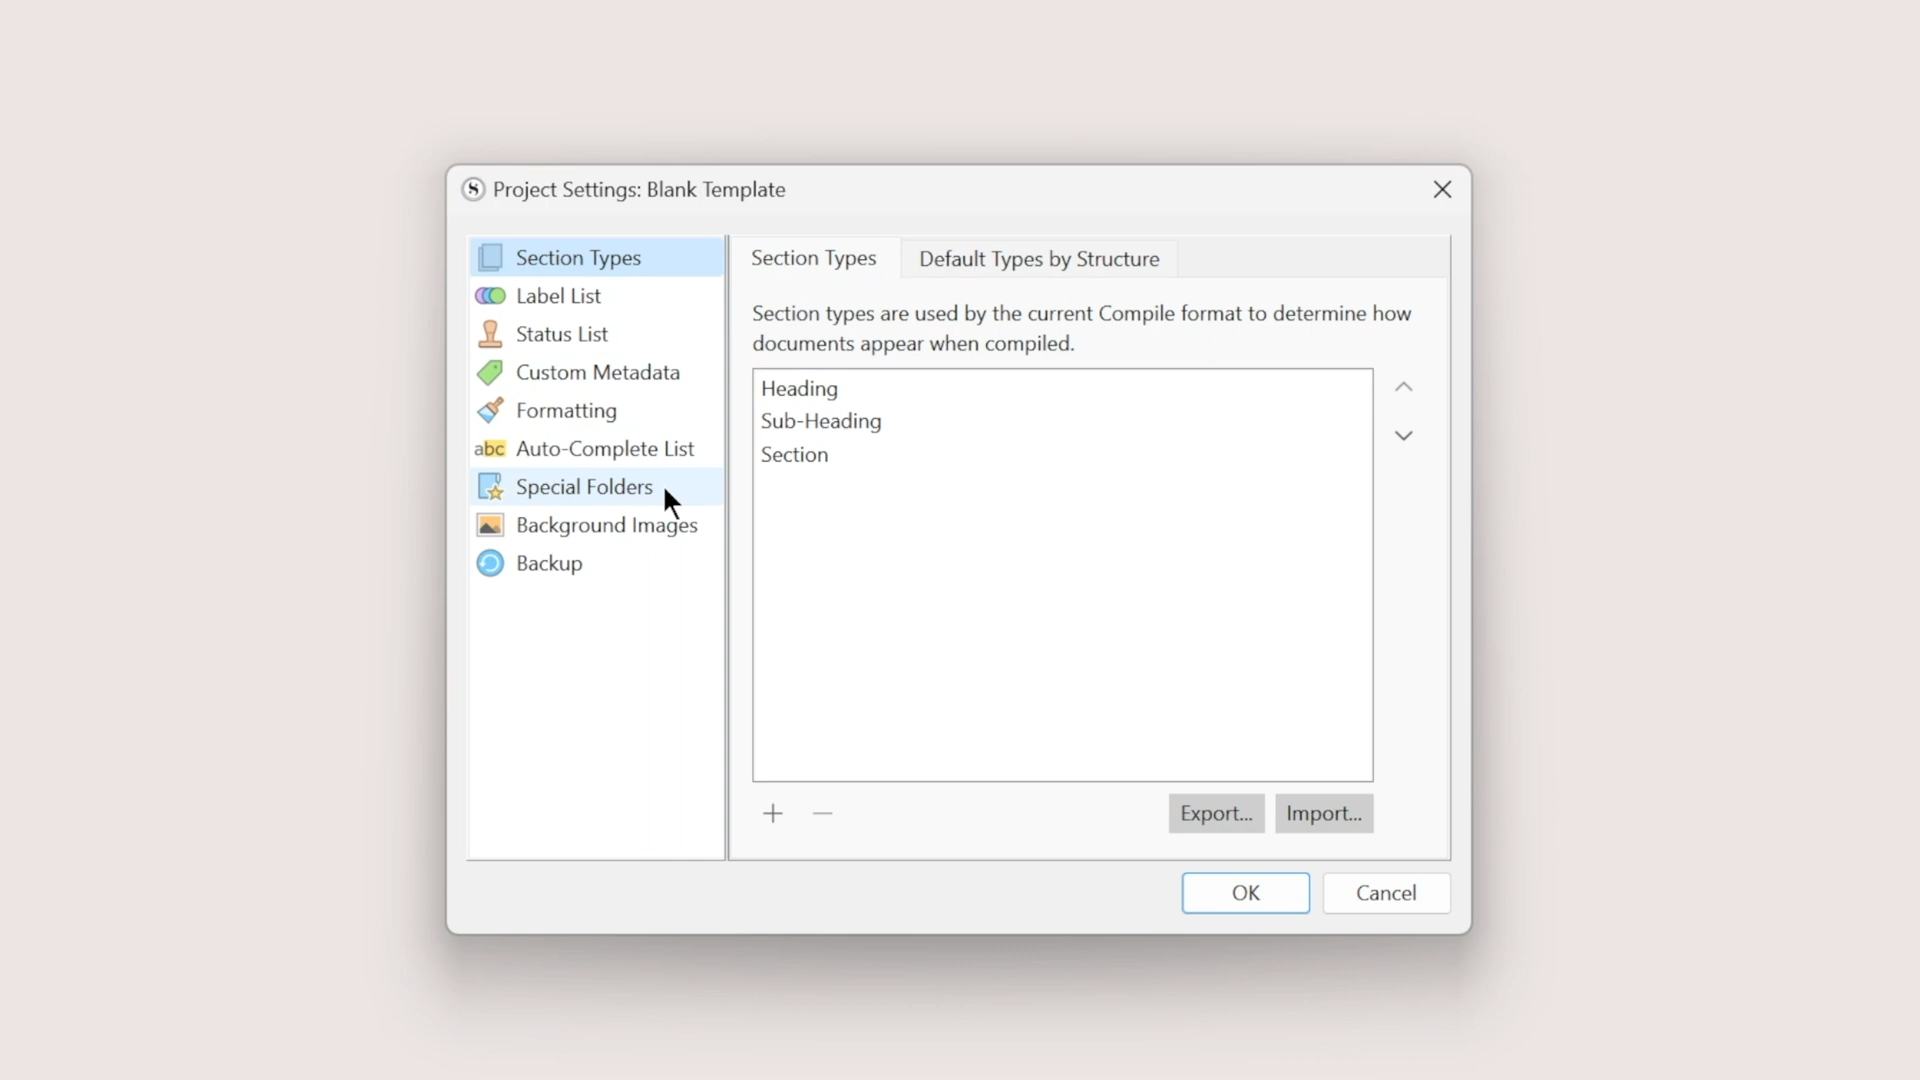 Project Settings: Blank Template
Section Types
Label List
Status List
Custom Metadata
Formatting
abc Auto-Complete List
Special Folders
Background Images
Backup
Section Types
Default Types by Structure
Section types are used by the current Compile format to determine how
documents appear when compiled.
Heading
Sub-Heading
Section
Export...
Import...
OK
Cancel